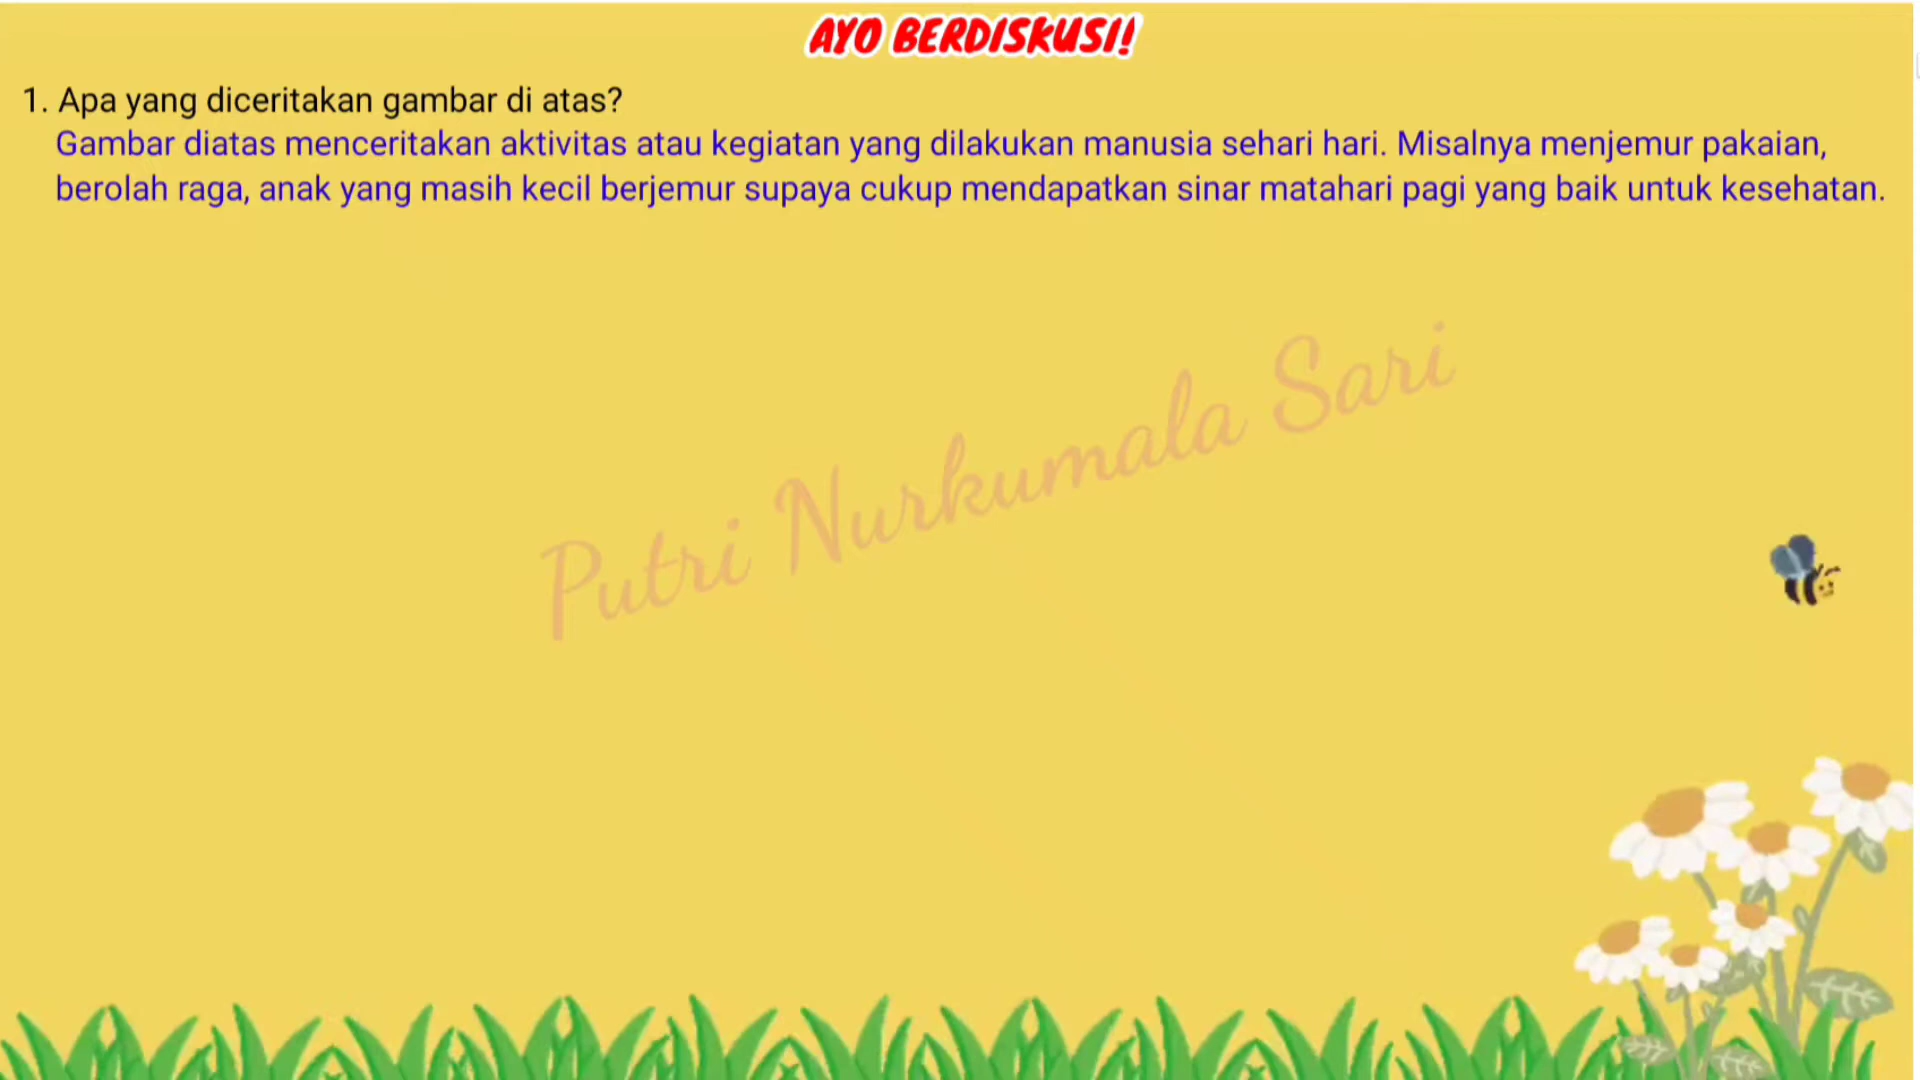 AYO BERDISKUSI!
1. Apa yang diceritakan gambar di atas?
Gambar diatas menceritakan aktivitas atau kegiatan yang dilakukan manusia sehari hari. Misalnya menjemur pakaian,
berolah raga, anak yang masih kecil berjemur supaya cukup mendapatkan sinar matahari pagi yang baik untuk kesehatan.
Putri Nurkumala Sari